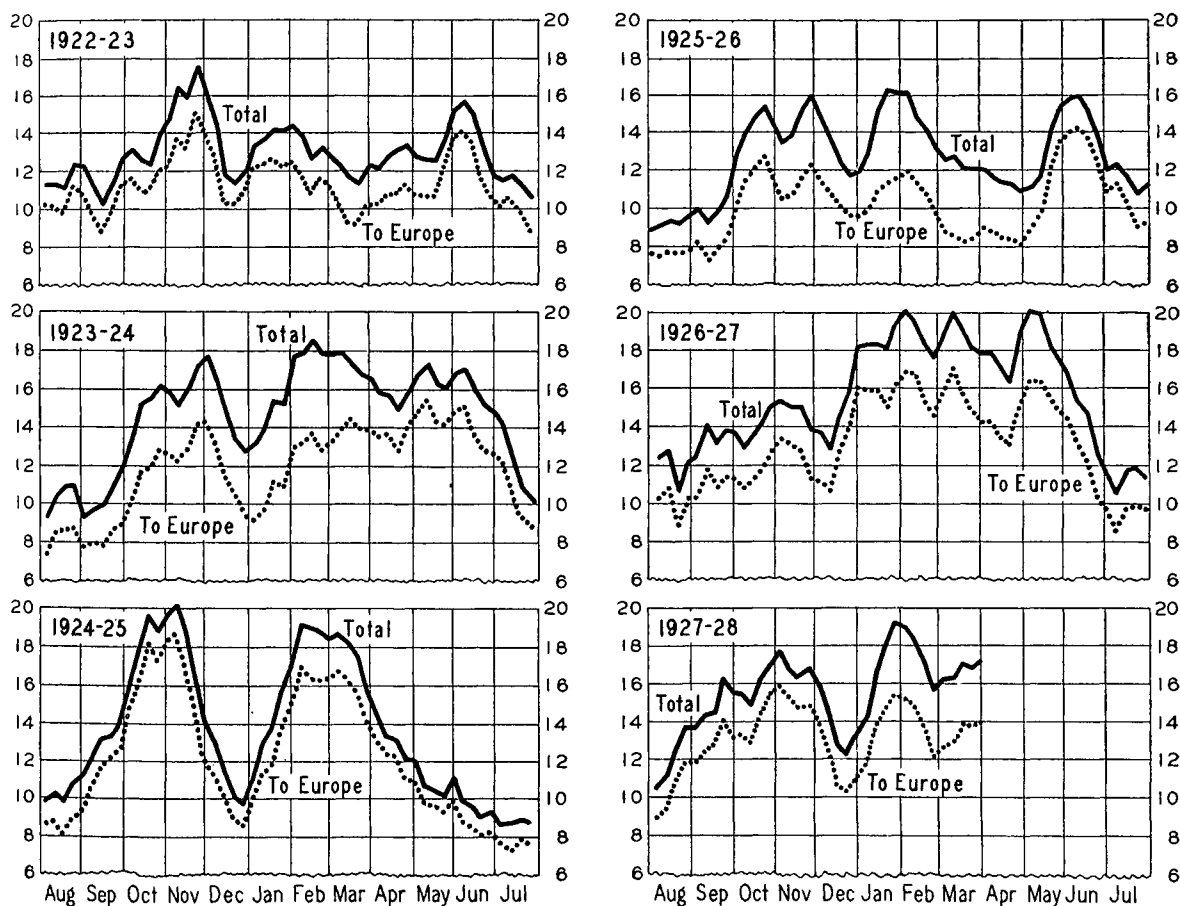 20 20
18 1922-23 18
16 16
14 Total 14
12 12
10 10
8 To Europe 8
6 6
20 20
18 1923-24 Total 18
16 16
14 14
12 12
10 10
8 To Europe 8
6 6
20 20
18 1924-25 Total 18
16 16
14 14
12 12
10 To Europe 10
8 8
6 6
Aug Sep Oct Nov Dec Jan Feb Mar Apr May Jun Jul
20 20
18 1925-26 18
16 16
14 14
12 Total 12
10 10
8 To Europe 8
6 6
20 20
18 1926-27 18
16 16
14 Total 14
12 12
10 To Europe 10
8 8
6 6
20 20
18 1927-28 18
16 16
14 Total 14
12 12
10 To Europe 10
8 8
6 6
Aug Sep Oct Nov Dec Jan Feb Mar Apr May Jun Jul